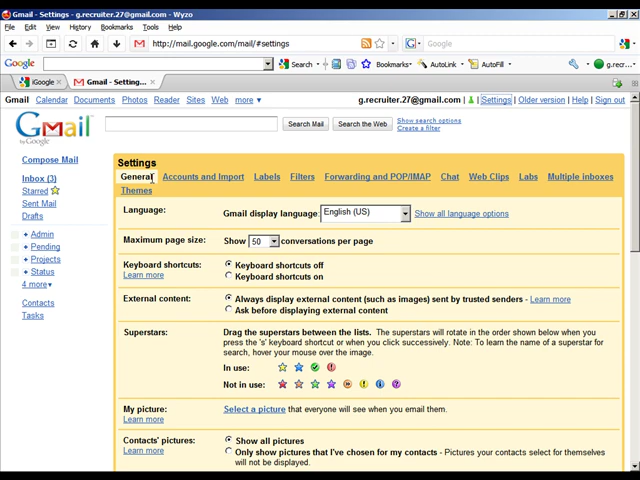 Gmail - Settings - g.recruiter.27@gmail.com - Wyzo
File Edit View History Bookmarks Tools Help
http://mail.google.com/mail/#settings
Google
Google Search Bookmarks AutoLink AutoFill g.recr...
iGoogle
Gmail - Setting...
Gmail Calendar Documents Photos Reader Sites Web more
g.recruiter.27@gmail.com | Settings | Older version | Help | Sign out
Gmail
by Google
Search Mail Search the Web
Show search options
Create a filter
Compose Mail
Inbox (3)
Starred
Sent Mail
Drafts
+ Admin
+ Pending
+ Projects
+ Status
4 more
Contacts
Tasks
Settings
General Accounts and Import Labels Filters Forwarding and POP/IMAP Chat Web Clips Labs Multiple inboxes
Themes
Language: Gmail display language: English (US) Show all language options
Maximum page size: Show 50 conversations per page
Keyboard shortcuts: Keyboard shortcuts off
Learn more Keyboard shortcuts on
External content: Always display external content (such as images) sent by trusted senders - Learn more
Ask before displaying external content
Superstars: Drag the superstars between the lists. The superstars will rotate in the order shown below when you
press the 's' keyboard shortcut or when you click successively. Note: To learn the name of a superstar for
search, hover your mouse over the image.
In use:
Not in use:
My picture: Select a picture that everyone will see when you email them.
Learn more
Contacts' pictures: Show all pictures
Learn more Only show pictures that I've chosen for my contacts - Pictures your contacts select for themselves
will not be displayed.